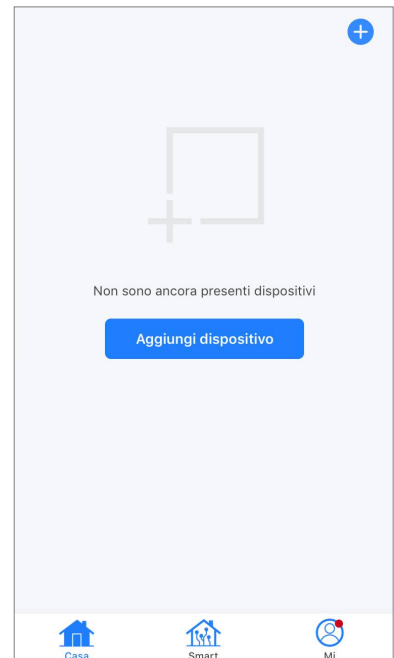 Non sono ancora presenti dispositivi
Aggiungi dispositivo
Casa
Smart
Mi